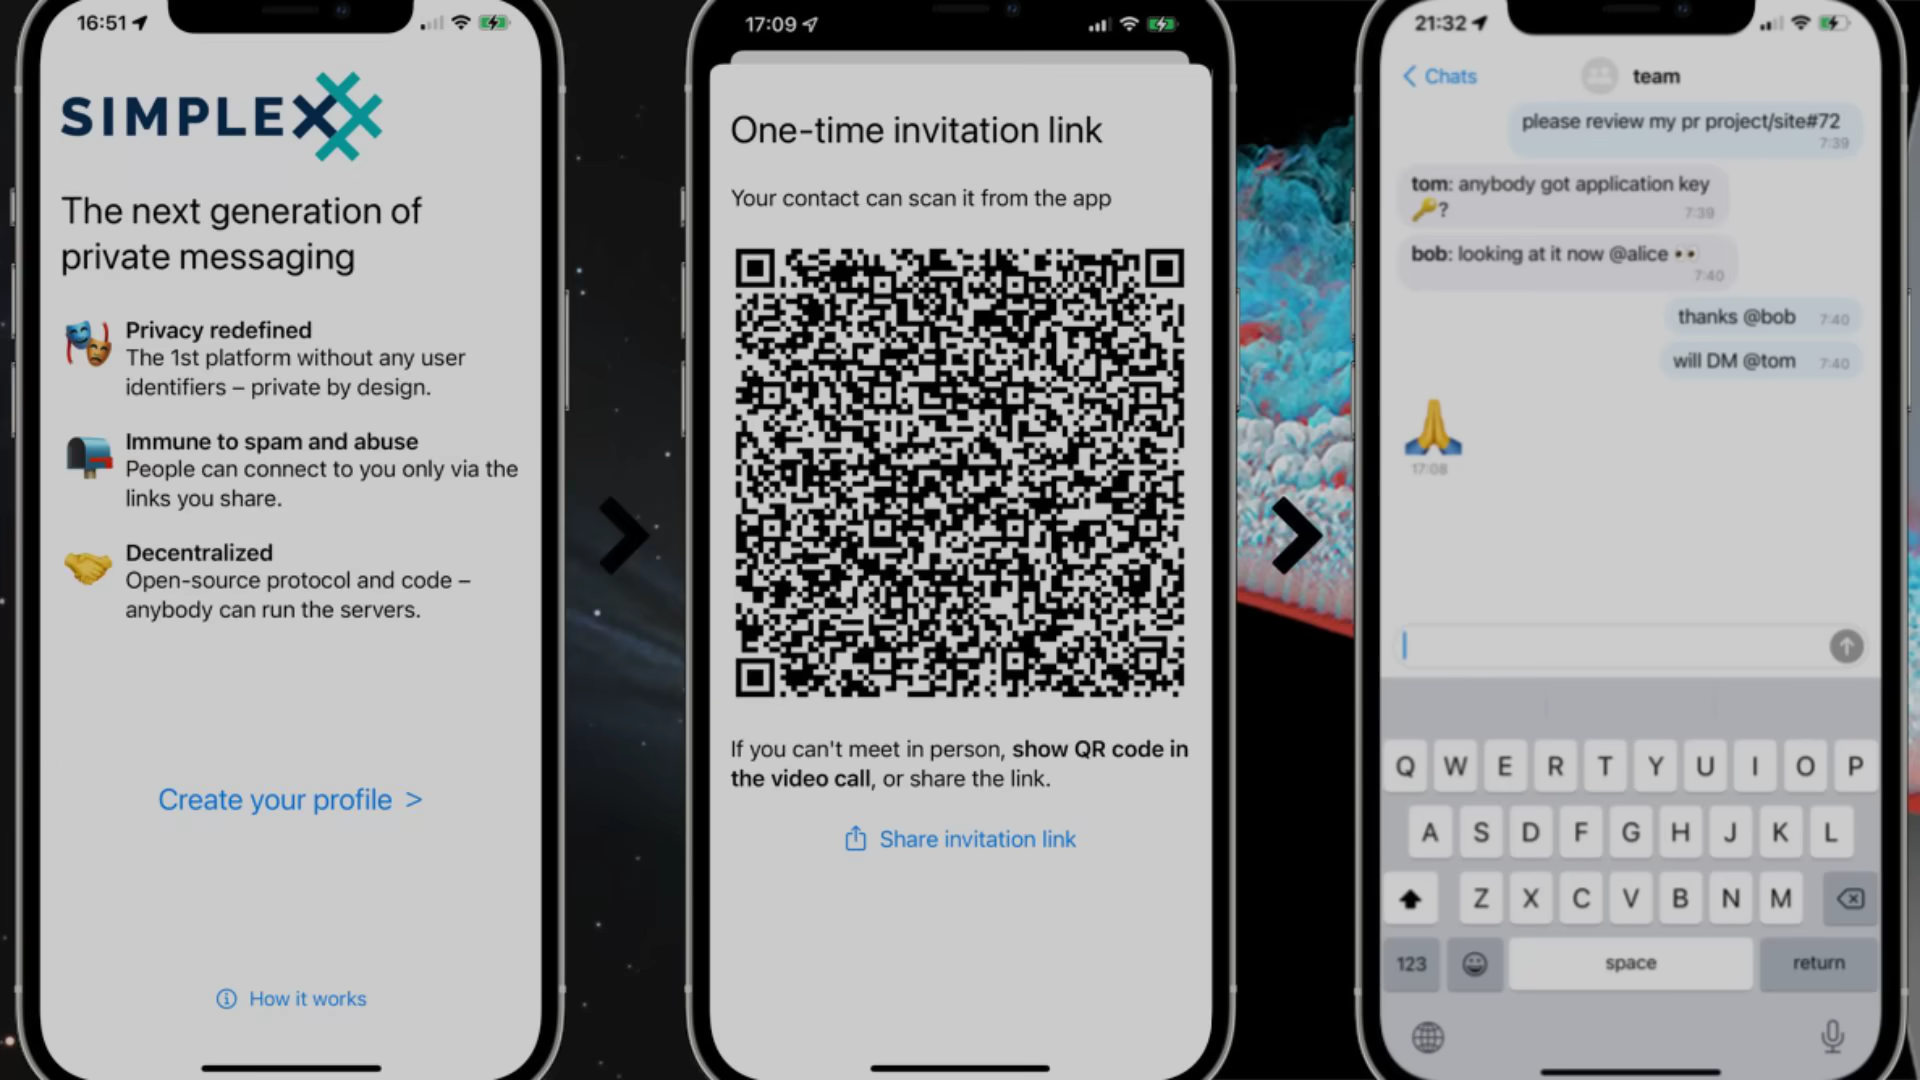 16:51
SIMPLEX
The next generation of
private messaging
Privacy redefined
The 1st platform without any user
identifiers – private by design.
Immune to spam and abuse
People can connect to you only via the
links you share.
Decentralized
Open-source protocol and code –
anybody can run the servers.
Create your profile >
How it works
17:09
One-time invitation link
Your contact can scan it from the app
If you can't meet in person, show QR code in
the video call, or share the link.
Share invitation link
21:32
Chats
team
please review my pr project/site#72
7:39
tom: anybody got application key
🔑?
7:39
bob: looking at it now @alice 👀
7:40
thanks @bob 7:40
will DM @tom 7:40
🙏
17:08
Q W E R T Y U I O P
A S D F G H J K L
Z X C V B N M
123 space return